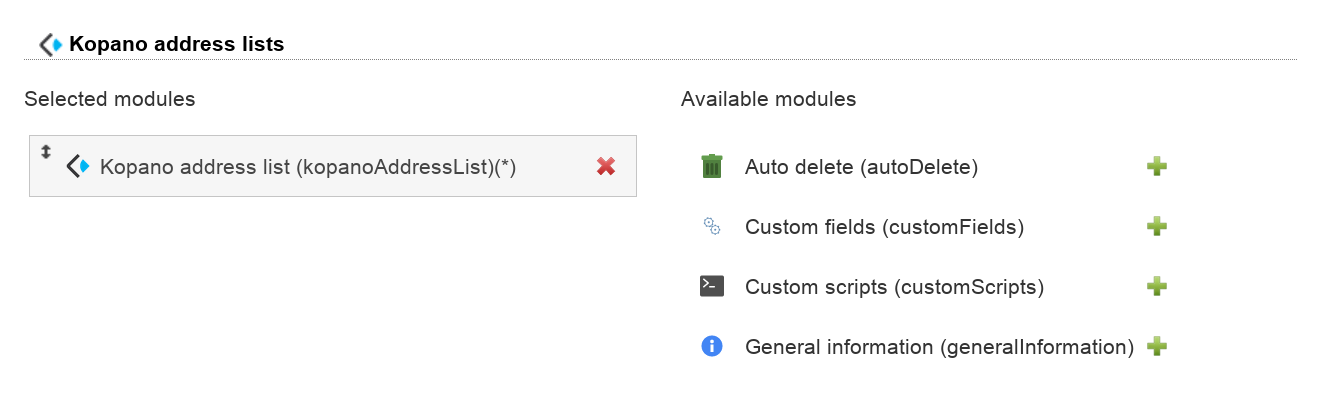 Kopano address lists
Selected modules
Available modules
Kopano address list (kopanoAddressList)(*)
Auto delete (autoDelete)
Custom fields (customFields)
Custom scripts (customScripts)
General information (generalInformation)